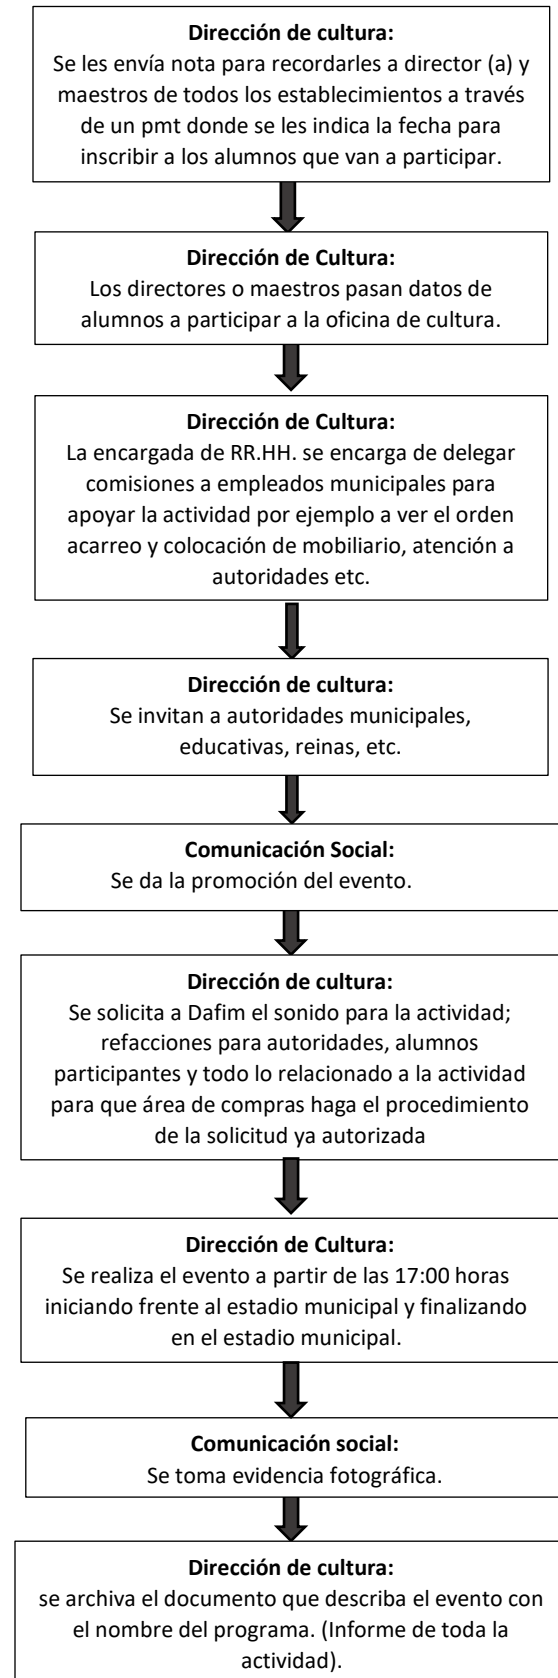 Dirección de cultura:
Se les envía nota para recordarles a director (a) y
maestros de todos los establecimientos a través
de un pmt donde se les indica la fecha para
inscribir a los alumnos que van a participar.
Dirección de Cultura:
Los directores o maestros pasan datos de
alumnos a participar a la oficina de cultura.
Dirección de Cultura:
La encargada de RR.HH. se encarga de delegar
comisiones a empleados municipales para
apoyar la actividad por ejemplo a ver el orden
acarreo y colocación de mobiliario, atención a
autoridades etc.
Dirección de cultura:
Se invitan a autoridades municipales,
educativas, reinas, etc.
Comunicación Social:
Se da la promoción del evento.
Dirección de cultura:
Se solicita a Dafim el sonido para la actividad;
refacciones para autoridades, alumnos
participantes y todo lo relacionado a la actividad
para que área de compras haga el procedimiento
de la solicitud ya autorizada
Dirección de Cultura:
Se realiza el evento a partir de las 17:00 horas
iniciando frente al estadio municipal y finalizando
en el estadio municipal.
Comunicación social:
Se toma evidencia fotográfica.
Dirección de cultura:
se archiva el documento que describa el evento con
el nombre del programa. (Informe de toda la
actividad).